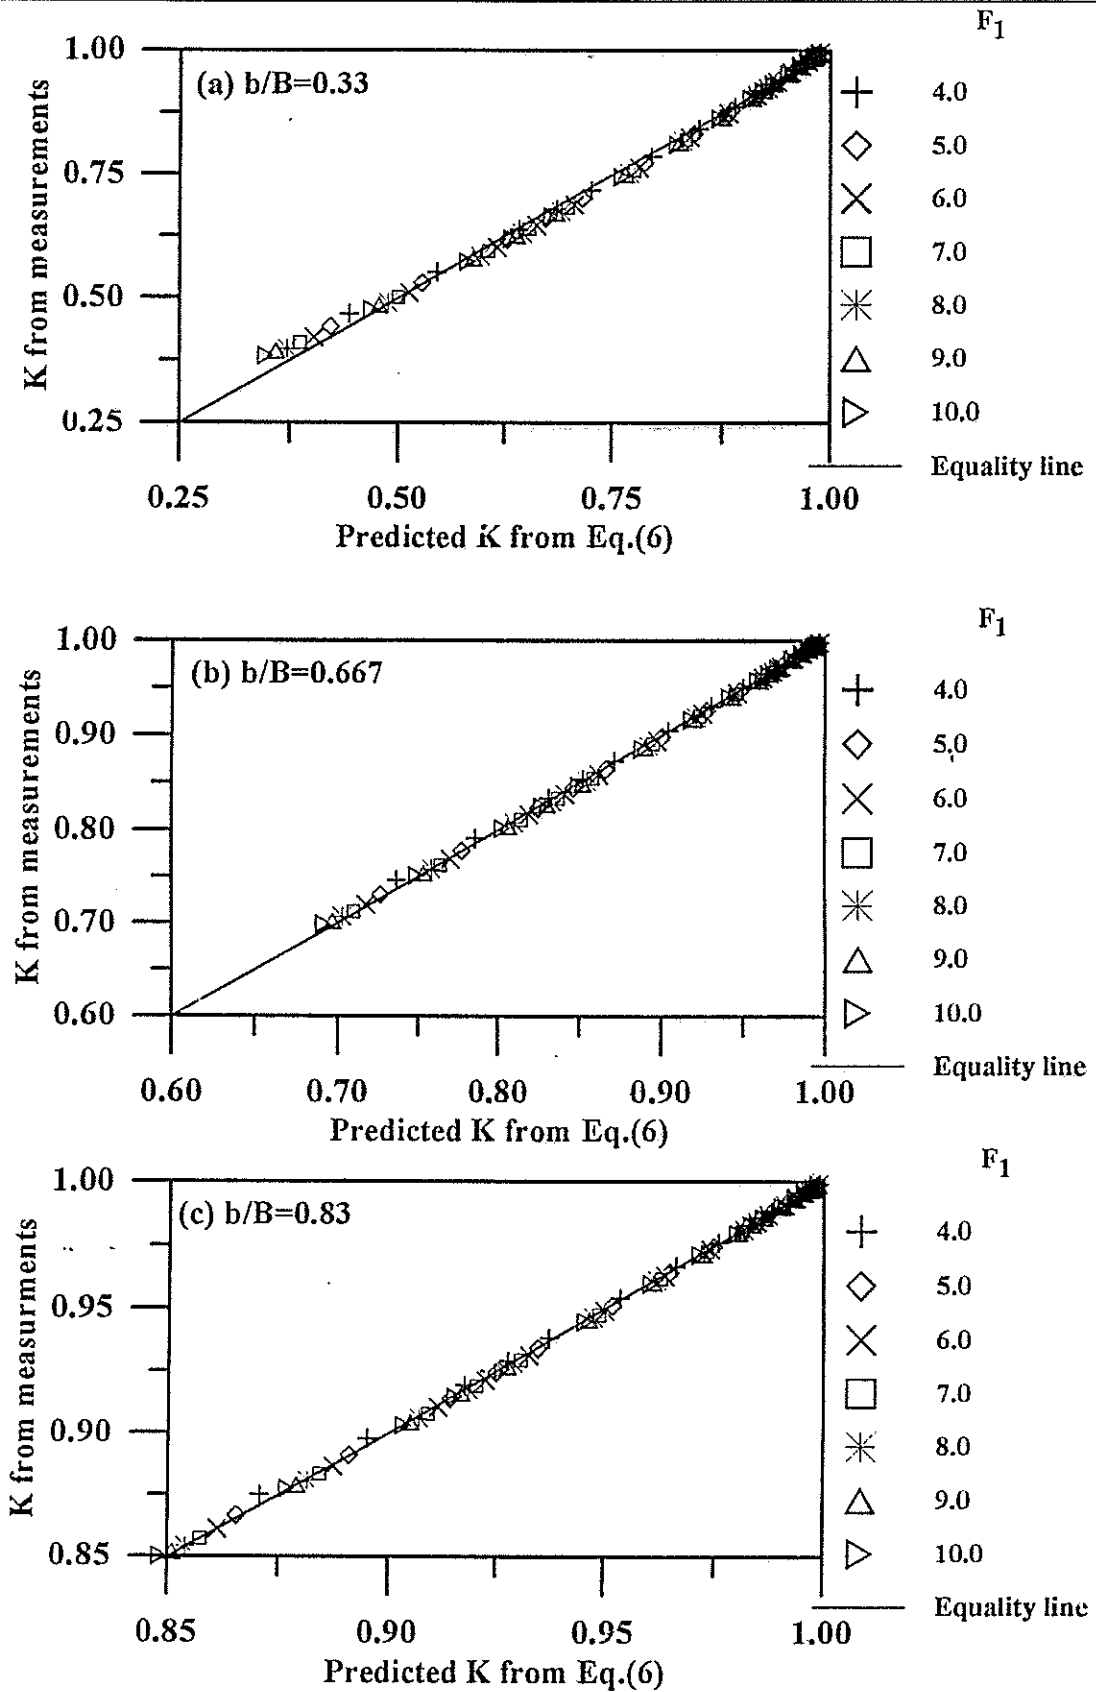 F1
1.00
(a) b/B=0.33
K from measurements
0.75
0.50
0.25
0.25 0.50 0.75 1.00
Predicted K from Eq.(6)
4.0
5.0
6.0
7.0
8.0
9.0
10.0
Equality line
F1
1.00
(b) b/B=0.667
K from measurements
0.90
0.80
0.70
0.60
0.60 0.70 0.80 0.90 1.00
Predicted K from Eq.(6)
4.0
5.0
6.0
7.0
8.0
9.0
10.0
Equality line
F1
1.00
(c) b/B=0.83
K from measurments
0.95
0.90
0.85
0.85 0.90 0.95 1.00
Predicted K from Eq.(6)
4.0
5.0
6.0
7.0
8.0
9.0
10.0
Equality line